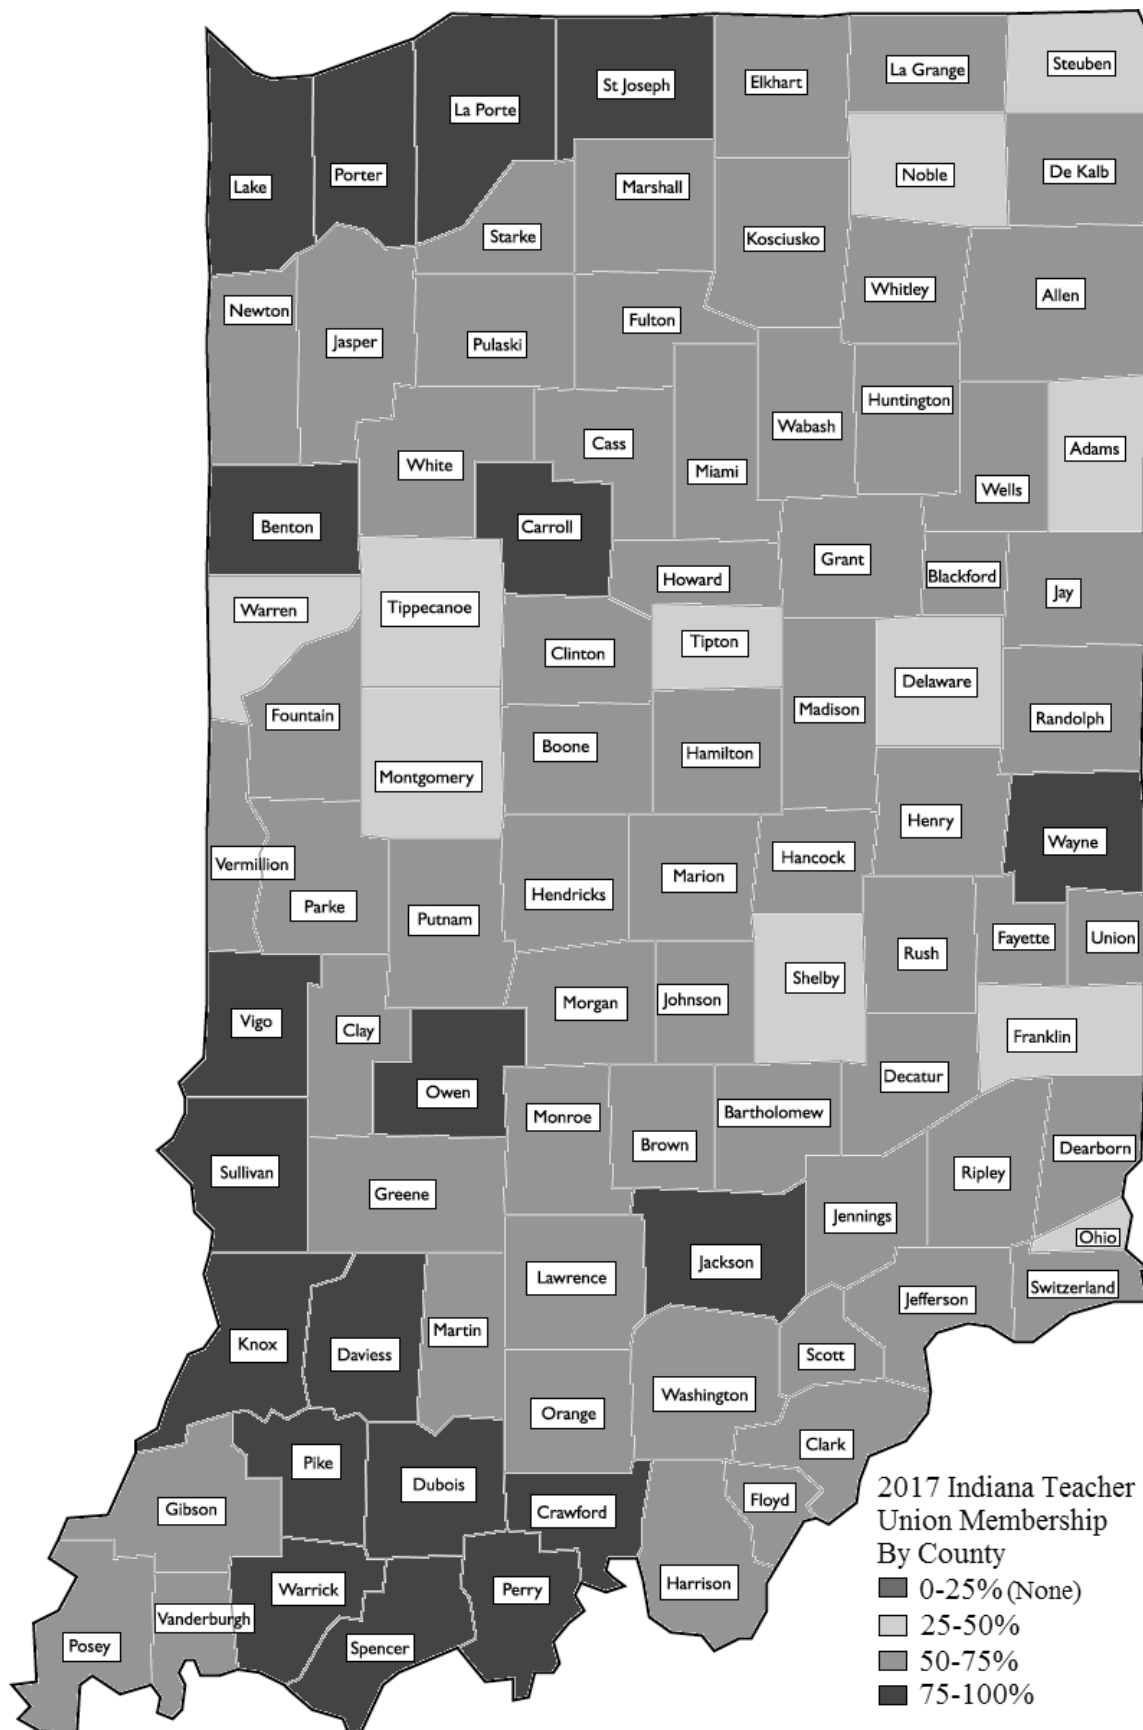 La Grange
Steuben
Elkhart
St Joseph
La Porte
Porter
Lake
Noble
De Kalb
Marshall
Starke
Kosciusko
Whitley
Allen
Newton
Jasper
Pulaski
Fulton
Huntington
Wabash
Adams
Cass
White
Miami
Wells
Benton
Carroll
Grant
Howard
Blackford
Jay
Warren
Tippecanoe
Clinton
Tipton
Delaware
Fountain
Madison
Randolph
Boone
Hamilton
Montgomery
Henry
Wayne
Vermillion
Hancock
Marion
Hendricks
Parke
Putnam
Fayette
Union
Rush
Shelby
Johnson
Morgan
Vigo
Clay
Franklin
Decatur
Owen
Monroe
Bartholomew
Brown
Dearborn
Sullivan
Greene
Ripley
Jennings
Ohio
Jackson
Lawrence
Switzerland
Jefferson
Martin
Knox
Daviess
Scott
Washington
Orange
Clark
Pike
Dubois
Floyd
Gibson
Crawford
Harrison
Warrick
Perry
Vanderburgh
Posey
Spencer
2017 Indiana Teacher
Union Membership
By County
0-25% (None)
25-50%
50-75%
75-100%